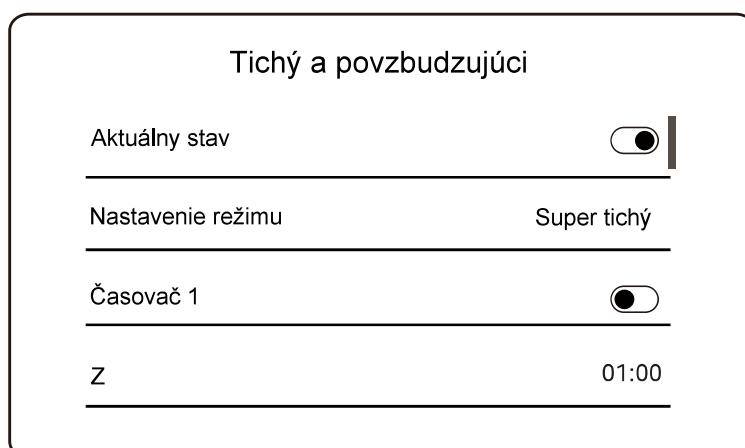 Tichý a povzbudzujúci
Aktuálny stav
Nastavenie režimu Super tichý
Časovač 1
Z 01:00